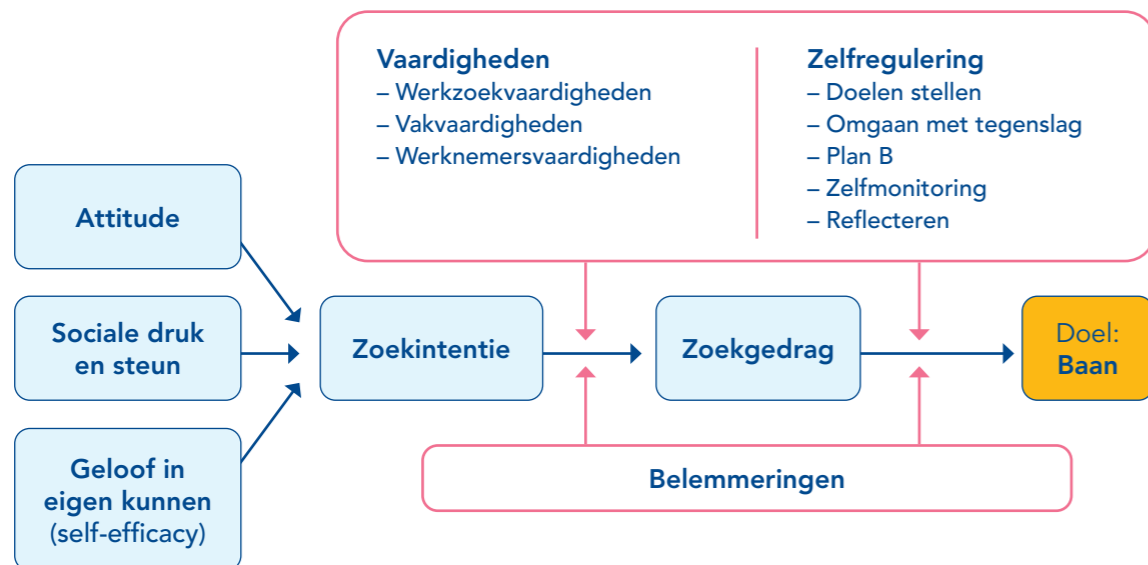 Vaardigheden
– Werkzoekvaardigheden
– Vakvaardigheden
– Werknemersvaardigheden
Zelfregulering
– Doelen stellen
– Omgaan met tegenslag
– Plan B
– Zelfmonitoring
– Reflecteren
Attitude
Sociale druk
en steun
Geloof in
eigen kunnen
(self-efficacy)
Zoekintentie
Zoekgedrag
Doel:
Baan
Belemmeringen